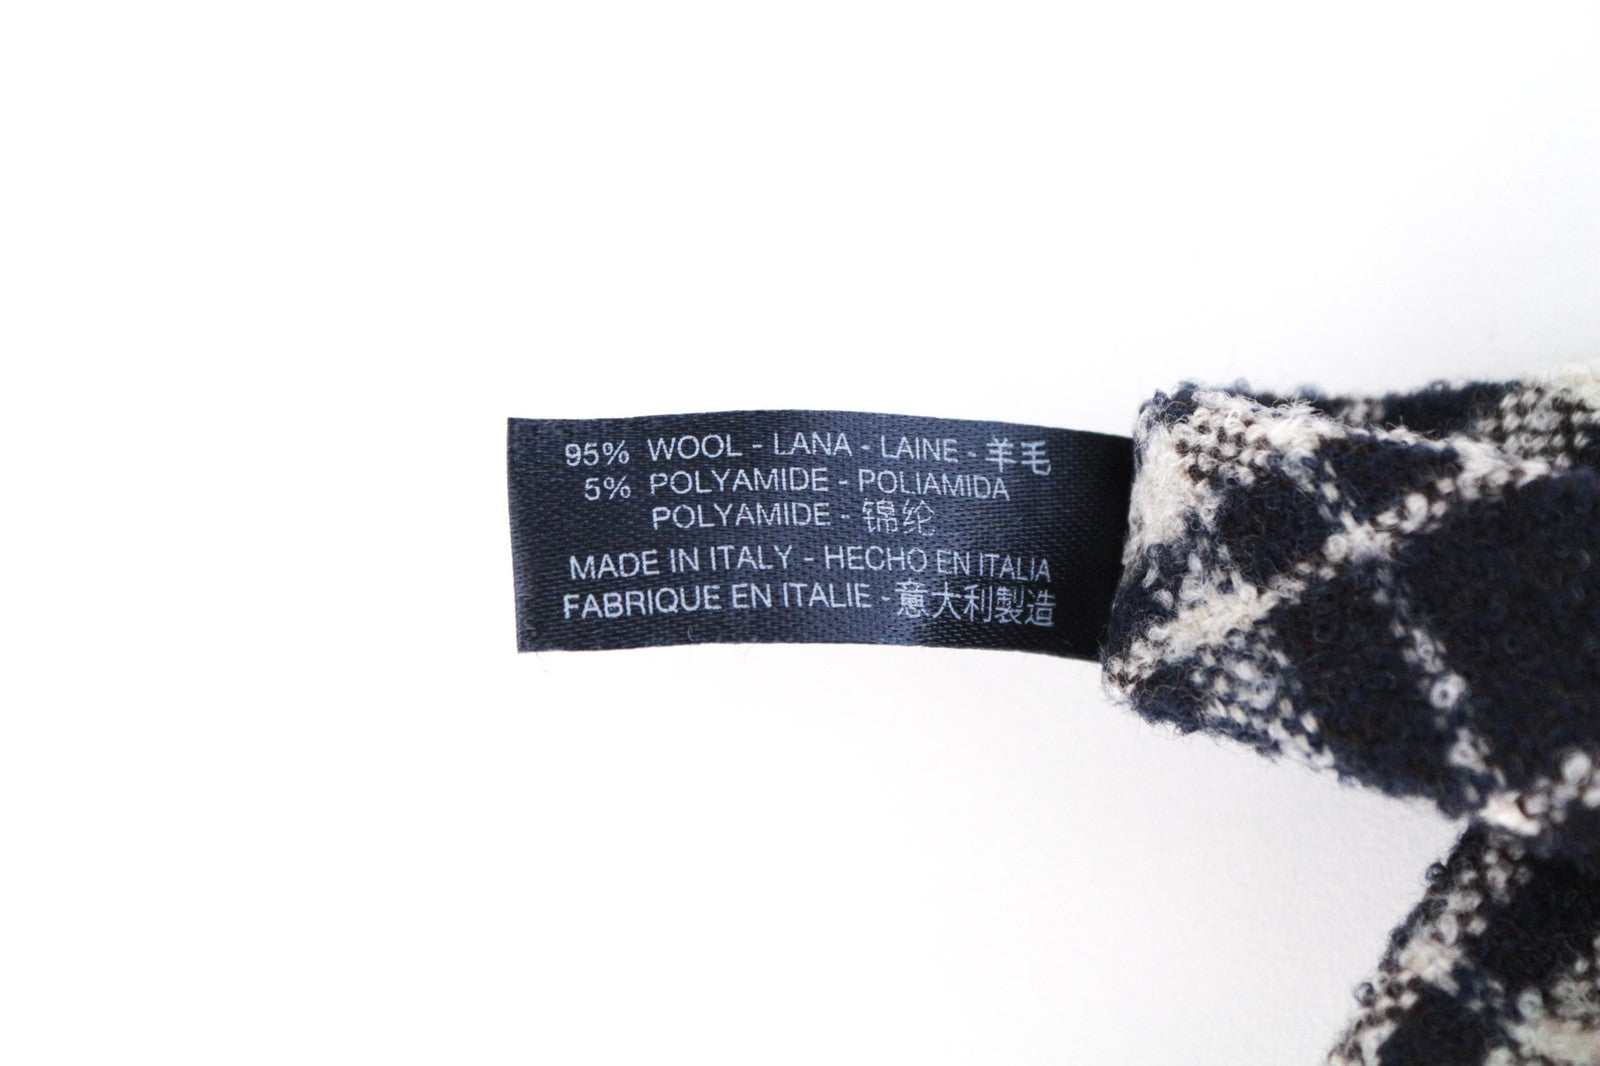 95% WOOL - LANA - LAINE - 羊毛
5% POLYAMIDE - POLIAMIDA
POLYAMIDE - 锦纶
MADE IN ITALY - HECHO EN ITALIA
FABRIQUE EN ITALIE - 意大利製造